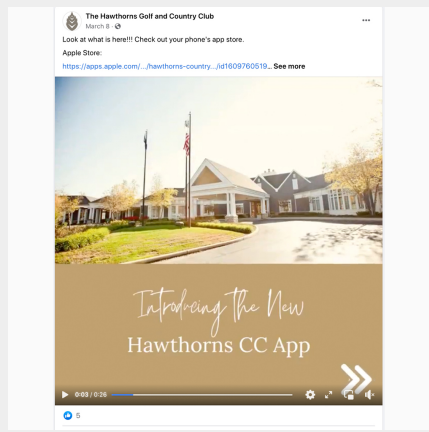 The Hawthorns Golf and Country Club
March 8 ·
Look at what is here!!! Check out your phone's app store.
Apple Store:
https://apps.apple.com/.../hawthorns-country.../id1609760519... See more
Introducing the New
Hawthorns CC App
0:03 / 0:26
5